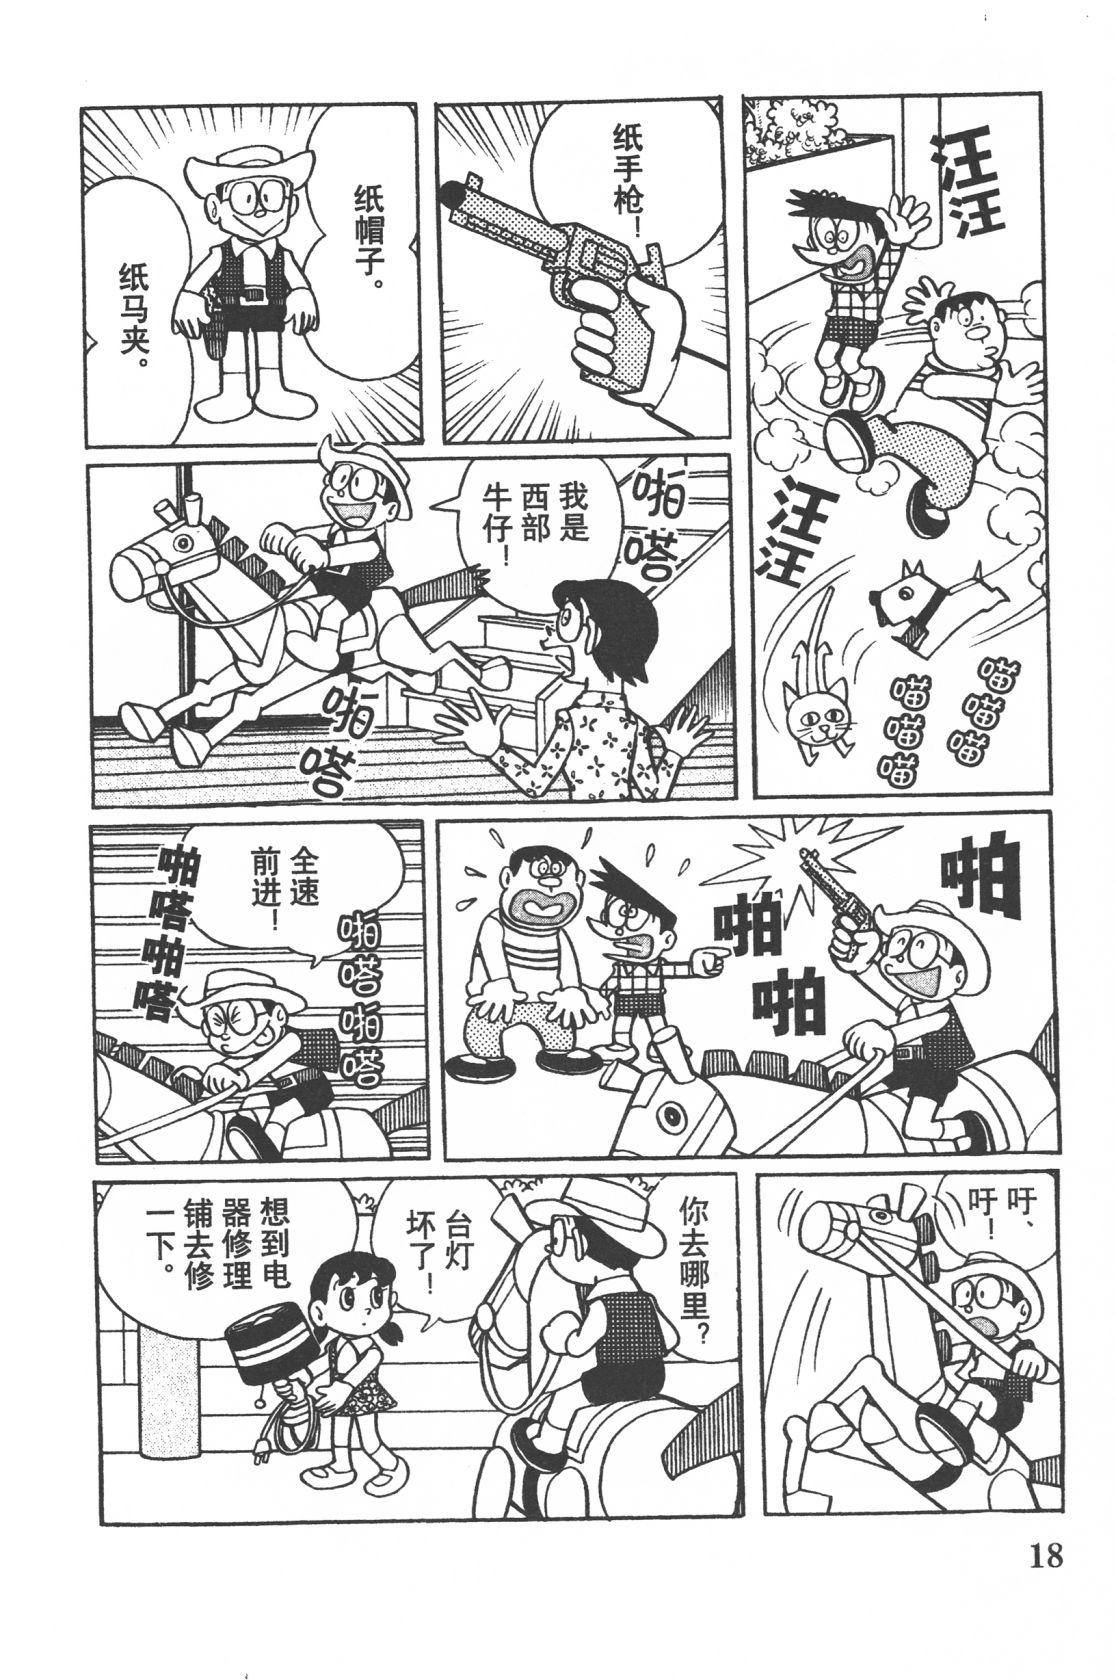 汪汪
汪汪
喵喵喵
喵喵喵
纸手枪！
纸帽子。
纸马夹。
我是
西部
牛仔！
啪
嗒
啪
嗒
啪
啪
啪
全速
前进！
啪嗒啪嗒
啪嗒啪嗒
吁、
吁！
你去哪里？
台灯
坏了！
想到电
器修理
铺去修
一下。
18